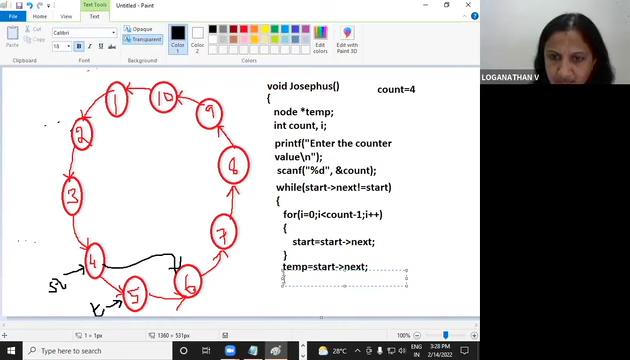 Text Tools
Untitled - Paint
File
Home
View
Text
Paste
Clipboard
Calibri
18
B
I
U
S
Font
Opaque
Transparent
Background
Color 1
Color 2
Colors
Edit colors
Edit with Paint 3D
LOGANATHAN V
void Josephus()
{
node *temp;
int count, i;
printf("Enter the counter
value\n");
scanf("%d", &count);
while(start->next!=start)
{
for(i=0;i<count-1;i++)
{
start=start->next;
}
temp=start->next;
count=4
1
10
9
2
8
3
7
4
6
5
1 × 1px
1360 × 531px
100%
Type here to search
28°C
ENG
IN
3:28 PM
2/14/2022